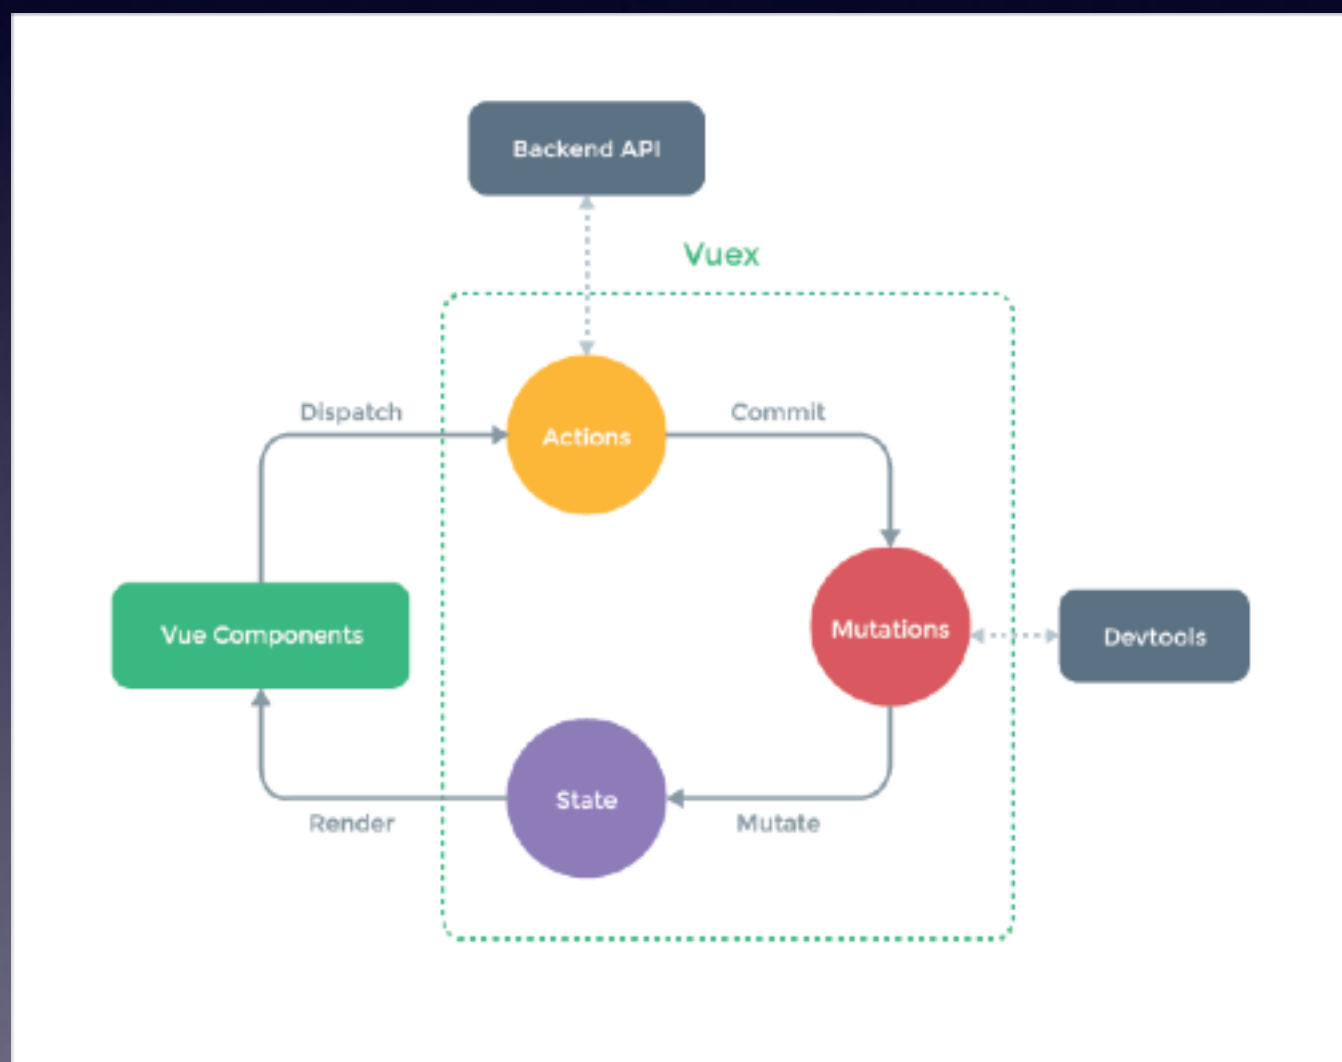 Backend API
Vuex
Dispatch
Commit
Actions
Vue Components
Mutations
Devtools
State
Render
Mutate